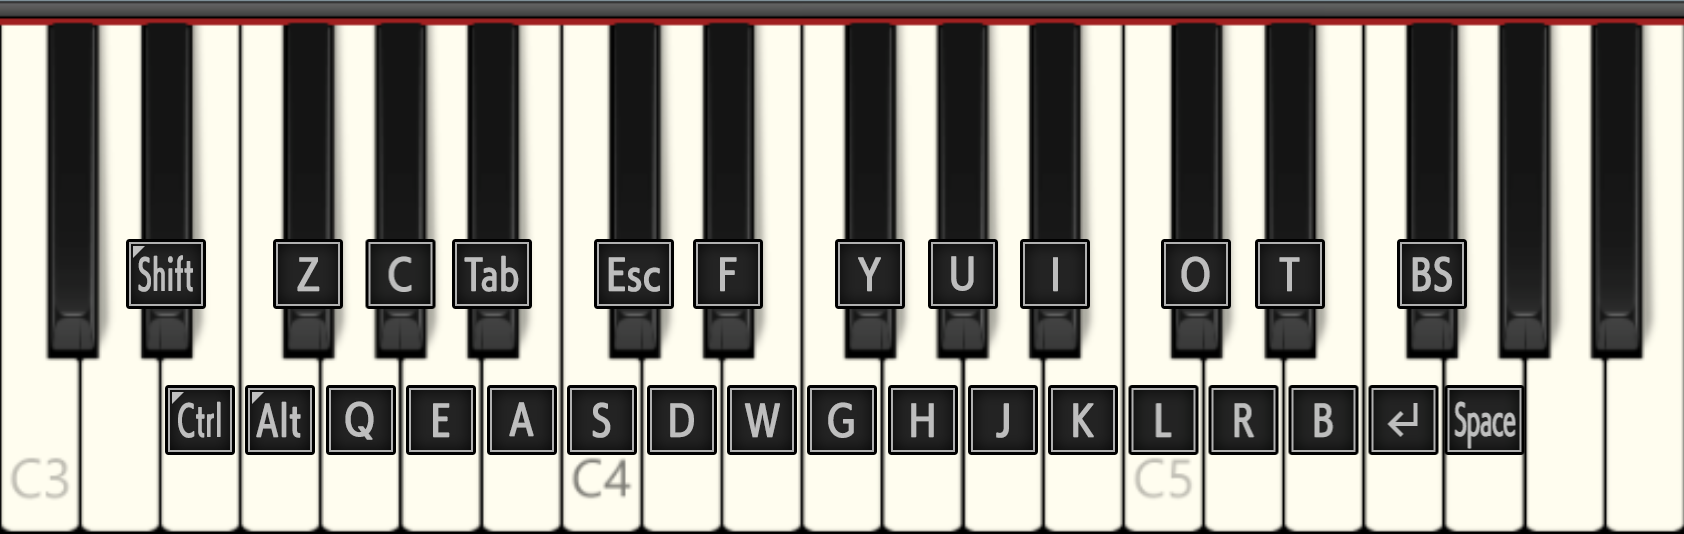 Shift Z C Tab Esc F Y U I O T BS
Ctrl Alt Q E A S D W G H J K L R B ↵ Space
C3 C4 C5